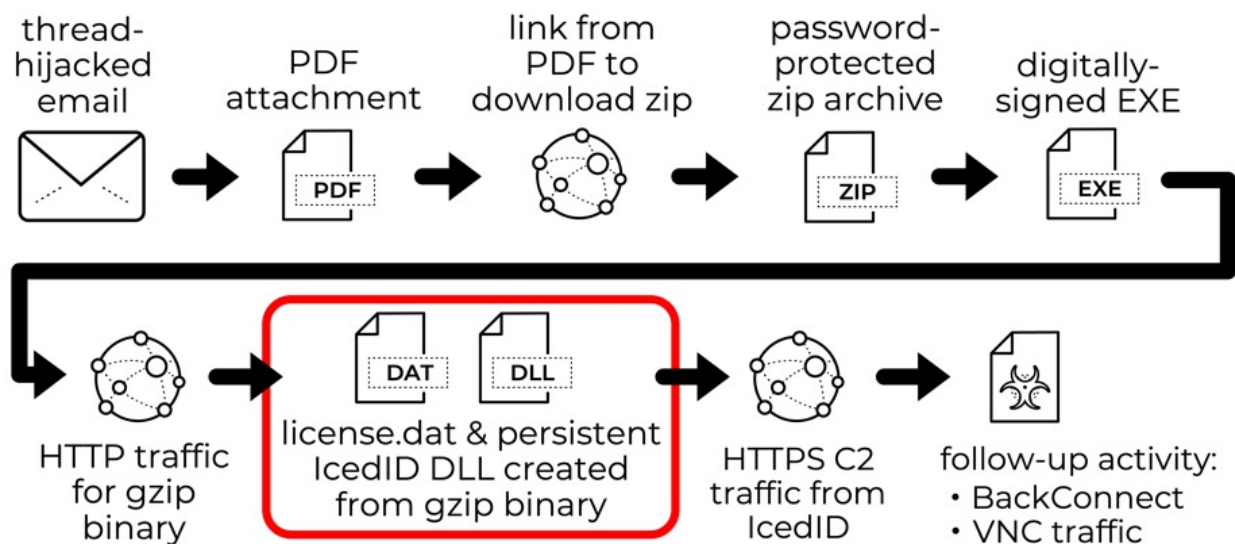 thread-
hijacked
email
PDF
attachment
link from
PDF to
download zip
password-
protected
zip archive
digitally-
signed EXE
PDF
ZIP
EXE
HTTP traffic
for gzip
binary
DAT
DLL
license.dat & persistent
IcedID DLL created
from gzip binary
HTTPS C2
traffic from
IcedID
follow-up activity:
• BackConnect
• VNC traffic